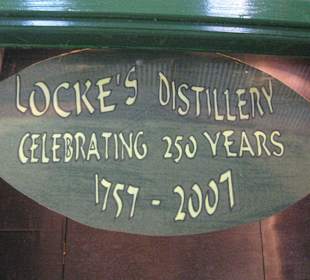 LOCKE'S DISTILLERY
CELEBRATING 250 YEARS
1757 - 2007